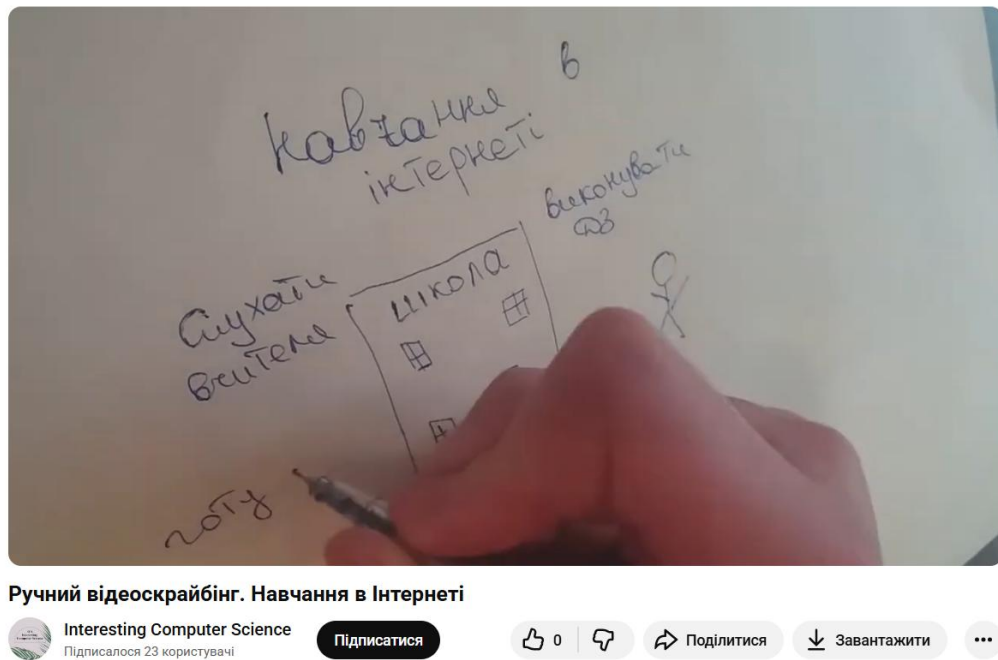 Навчання в
інтернеті
виконувати
ДЗ
Школа
Слухати
вчителя
готу
Ручний відеоскрайбінг. Навчання в Інтернеті
Interesting Computer Science
Підписалося 23 користувачі
Підписатися
0
Поділитися
Завантажити